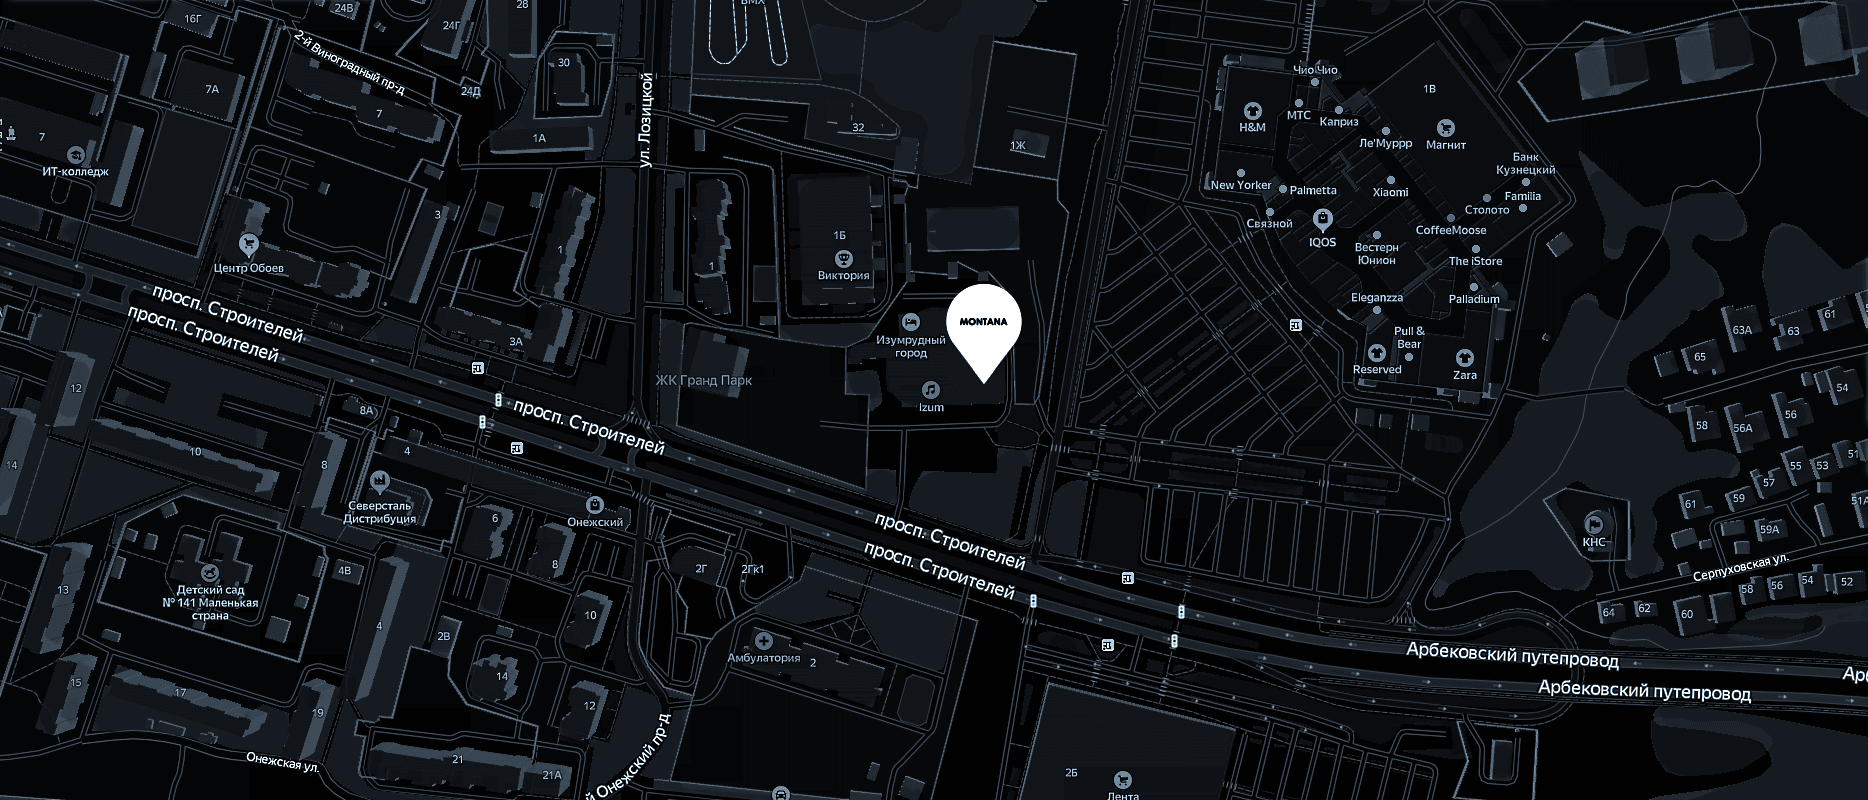 16Г
24В
24Г
28
ВМХ
2-й Виноградный пр-д
30
24Д
7А
7
1А
7
ИТ-колледж
ул. Лозицкой
32
1Ж
Чио Чио
1В
H&M
МТС
Каприз
Ле'Муррр
Магнит
Банк
Кузнецкий
New Yorker
Palmetta
Xiaomi
Familia
Столото
Связной
CoffeeMoose
IQOS
Вестерн
Юнион
The iStore
Eleganzza
Palladium
Pull &
Bear
Reserved
Zara
3
1
1
1Б
Виктория
Центр Обоев
просп. Строителей
просп. Строителей
3А
MONTANA
Изумрудный
город
ЖК Гранд Парк
Izum
61
63А
63
65
54
56
58
56А
51
55
53
57
59
61
51А
59А
12
8А
просп. Строителей
10
8
4
14
Северсталь
Дистрибуция
Онежский
6
8
просп. Строителей
просп. Строителей
КНС
Серпуховская ул.
58
56
54
52
64
62
60
2Г
2Гк1
13
4В
Детский сад
№ 141 Маленькая
страна
4
2В
10
Амбулатория
2
14
12
15
17
19
Арбековский путепровод
Арбековский путепровод
Онежская ул.
21
21А
й Онежский пр-д
2Б
Лента